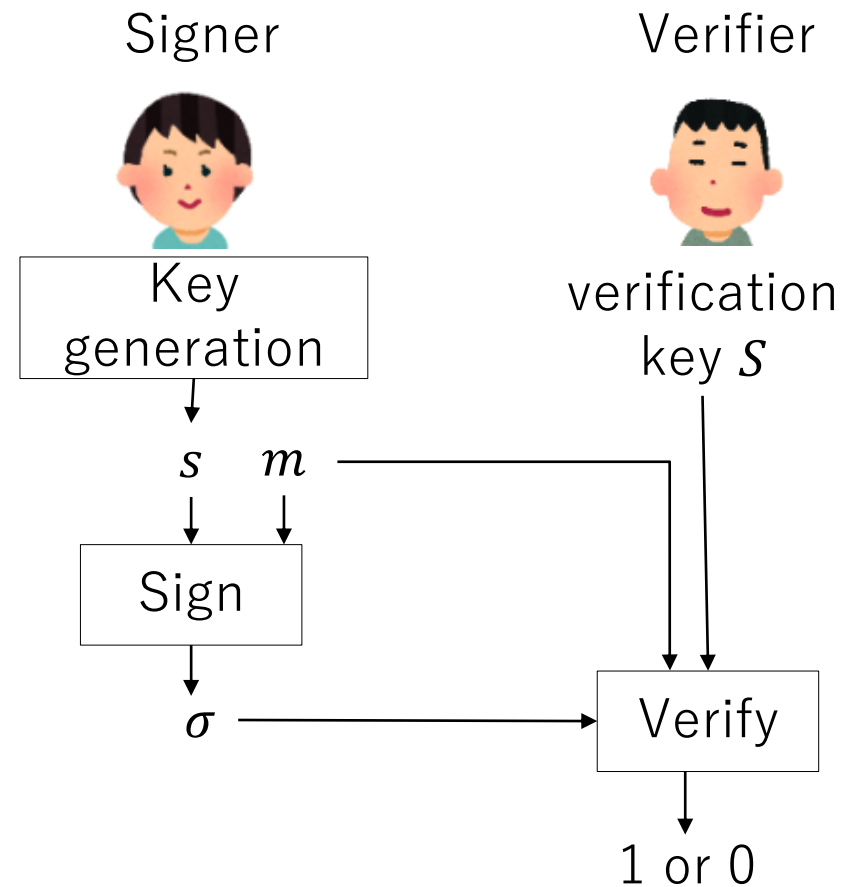 Signer
Verifier
Key
generation
verification
key S
s
m
Sign
σ
Verify
1 or 0